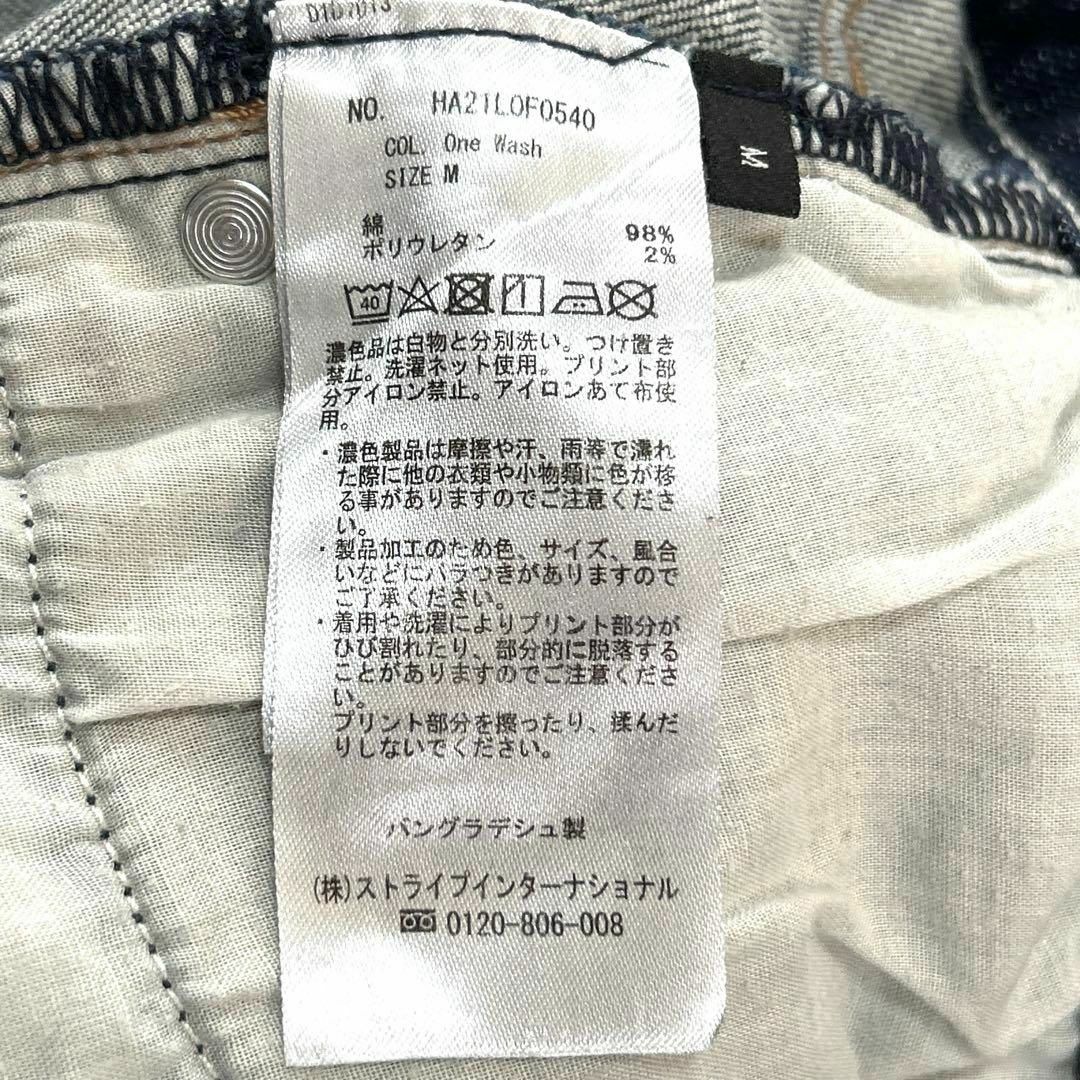 NO. HA21L0F0540
COL. One Wash
SIZE M
M
綿 98%
ポリウレタン 2%
40
濃色品は白物と分別洗い。つけ置き
禁止。洗濯ネット使用。プリント部
分アイロン禁止。アイロンあて布使
用。
・濃色製品は摩擦や汗、雨等で濡れ
た際に他の衣類や小物類に色が移
る事がありますのでご注意くださ
い。
・製品加工のため色、サイズ、風合
いなどにバラつきがありますので
ご了承ください。
・着用や洗濯によりプリント部分が
ひび割れたり、部分的に脱落する
ことがありますのでご注意くださ
い。
プリント部分を擦ったり、揉んだ
りしないでください。
バングラデシュ製
(株)ストライプインターナショナル
0120-806-008